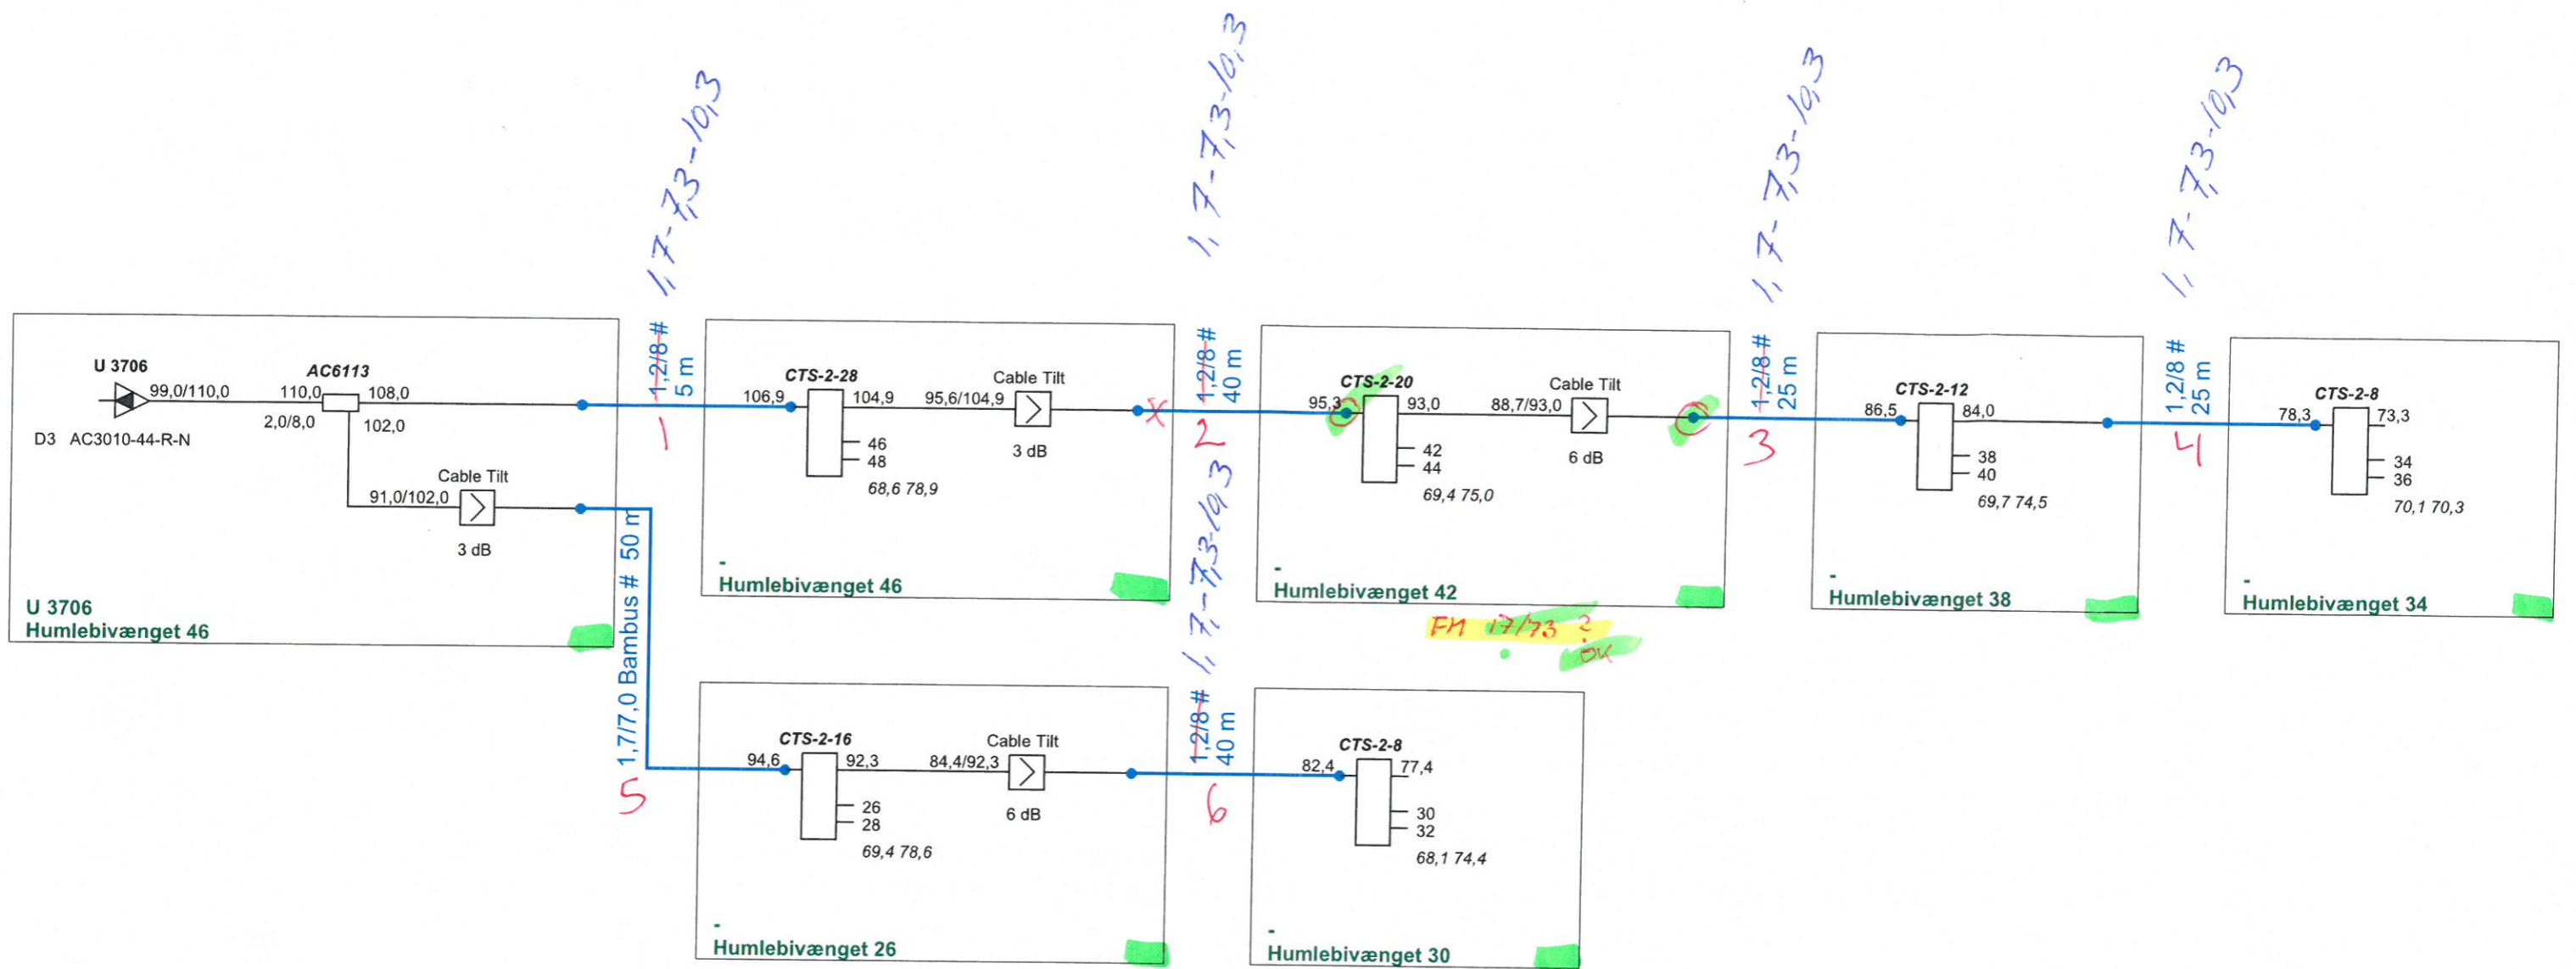 1,7-7,3-10,3
1,7-7,3-10,3
1,7-7,3-10,3
1,7-7,3-10,3
U 3706
99,0/110,0
D3 AC3010-44-R-N
AC6113
110,0
108,0
2,0/8,0
102,0
Cable Tilt
91,0/102,0
3 dB
U 3706
Humlebivænget 46
1,2/8 #
5 m
1
CTS-2-28
106,9
104,9
46
48
68,6 78,9
Cable Tilt
95,6/104,9
3 dB
-
Humlebivænget 46
X
1,2/8 #
40 m
2
CTS-2-20
95,3
93,0
42
44
69,4 75,0
Cable Tilt
88,7/93,0
6 dB
-
Humlebivænget 42
FM 17/73 ?
OK
1,2/8 #
25 m
3
CTS-2-12
86,5
84,0
38
40
69,7 74,5
-
Humlebivænget 38
1,2/8 #
25 m
4
CTS-2-8
78,3
73,3
34
36
70,1 70,3
-
Humlebivænget 34
1,7/7,0 Bambus # 50 m
5
CTS-2-16
94,6
92,3
26
28
69,4 78,6
Cable Tilt
84,4/92,3
6 dB
-
Humlebivænget 26
1,7-7,3-10,3
1,2/8 #
40 m
6
CTS-2-8
82,4
77,4
30
32
68,1 74,4
-
Humlebivænget 30